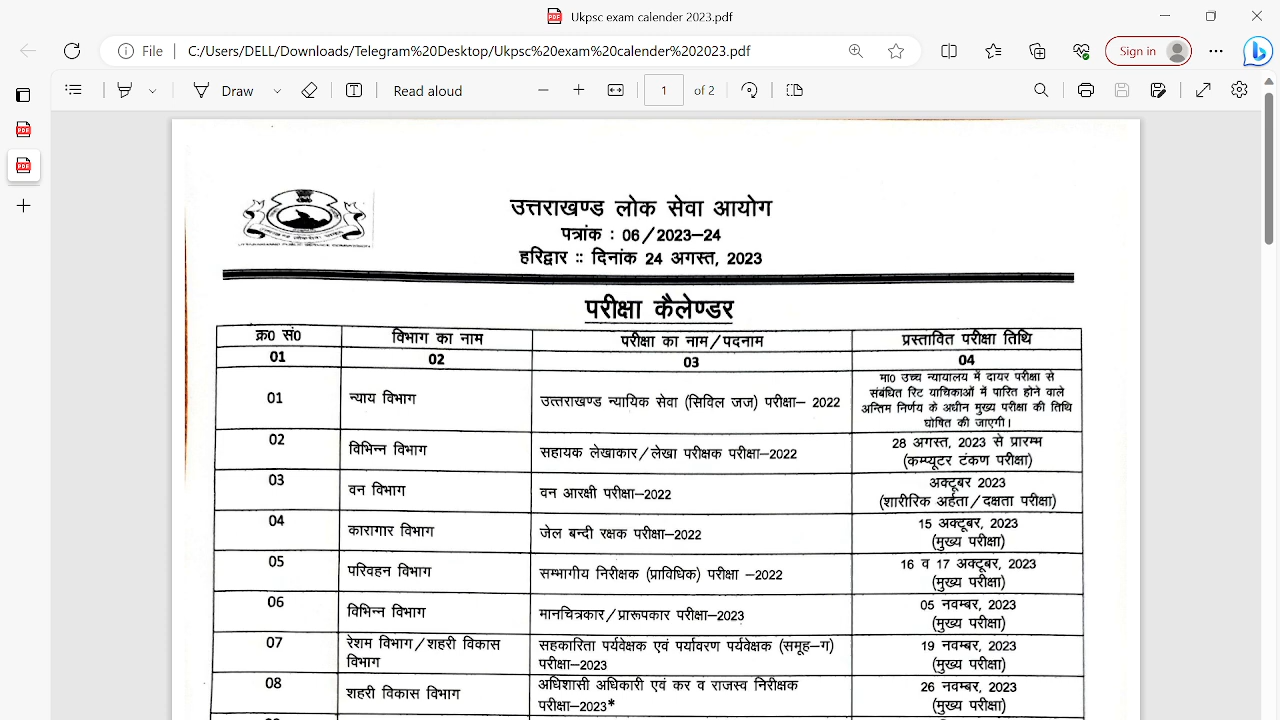 Ukpsc exam calender 2023.pdf
File
C:/Users/DELL/Downloads/Telegram%20Desktop/Ukpsc%20exam%20calender%202023.pdf
Sign in
Draw
Read aloud
1 of 2
उत्तराखण्ड लोक सेवा आयोग
पत्रांक : 06/2023–24
हरिद्वार :: दिनांक 24 अगस्त, 2023
परीक्षा कैलेण्डर
क्र0 सं0 विभाग का नाम परीक्षा का नाम/पदनाम प्रस्तावित परीक्षा तिथि
01 02 03 04
01 न्याय विभाग उत्तराखण्ड न्यायिक सेवा (सिविल जज) परीक्षा– 2022 मा0 उच्च न्यायालय में दायर परीक्षा से
संबंधित रिट याचिकाओं में पारित होने वाले
अन्तिम निर्णय के अधीन मुख्य परीक्षा की तिथि
घोषित की जाएगी।
02 विभिन्न विभाग सहायक लेखाकार/लेखा परीक्षक परीक्षा–2022 28 अगस्त, 2023 से प्रारम्भ
(कम्प्यूटर टंकण परीक्षा)
03 वन विभाग वन आरक्षी परीक्षा–2022 अक्टूबर 2023
(शारीरिक अर्हता/दक्षता परीक्षा)
04 कारागार विभाग जेल बन्दी रक्षक परीक्षा–2022 15 अक्टूबर, 2023
(मुख्य परीक्षा)
05 परिवहन विभाग सम्भागीय निरीक्षक (प्राविधिक) परीक्षा –2022 16 व 17 अक्टूबर, 2023
(मुख्य परीक्षा)
06 विभिन्न विभाग मानचित्रकार/प्रारूपकार परीक्षा–2023 05 नवम्बर, 2023
(मुख्य परीक्षा)
07 रेशम विभाग/शहरी विकास सहकारिता पर्यवेक्षक एवं पर्यावरण पर्यवेक्षक (समूह–ग) 19 नवम्बर, 2023
विभाग परीक्षा–2023 (मुख्य परीक्षा)
08 शहरी विकास विभाग अधिशासी अधिकारी एवं कर व राजस्व निरीक्षक 26 नवम्बर, 2023
परीक्षा–2023* (मुख्य परीक्षा)